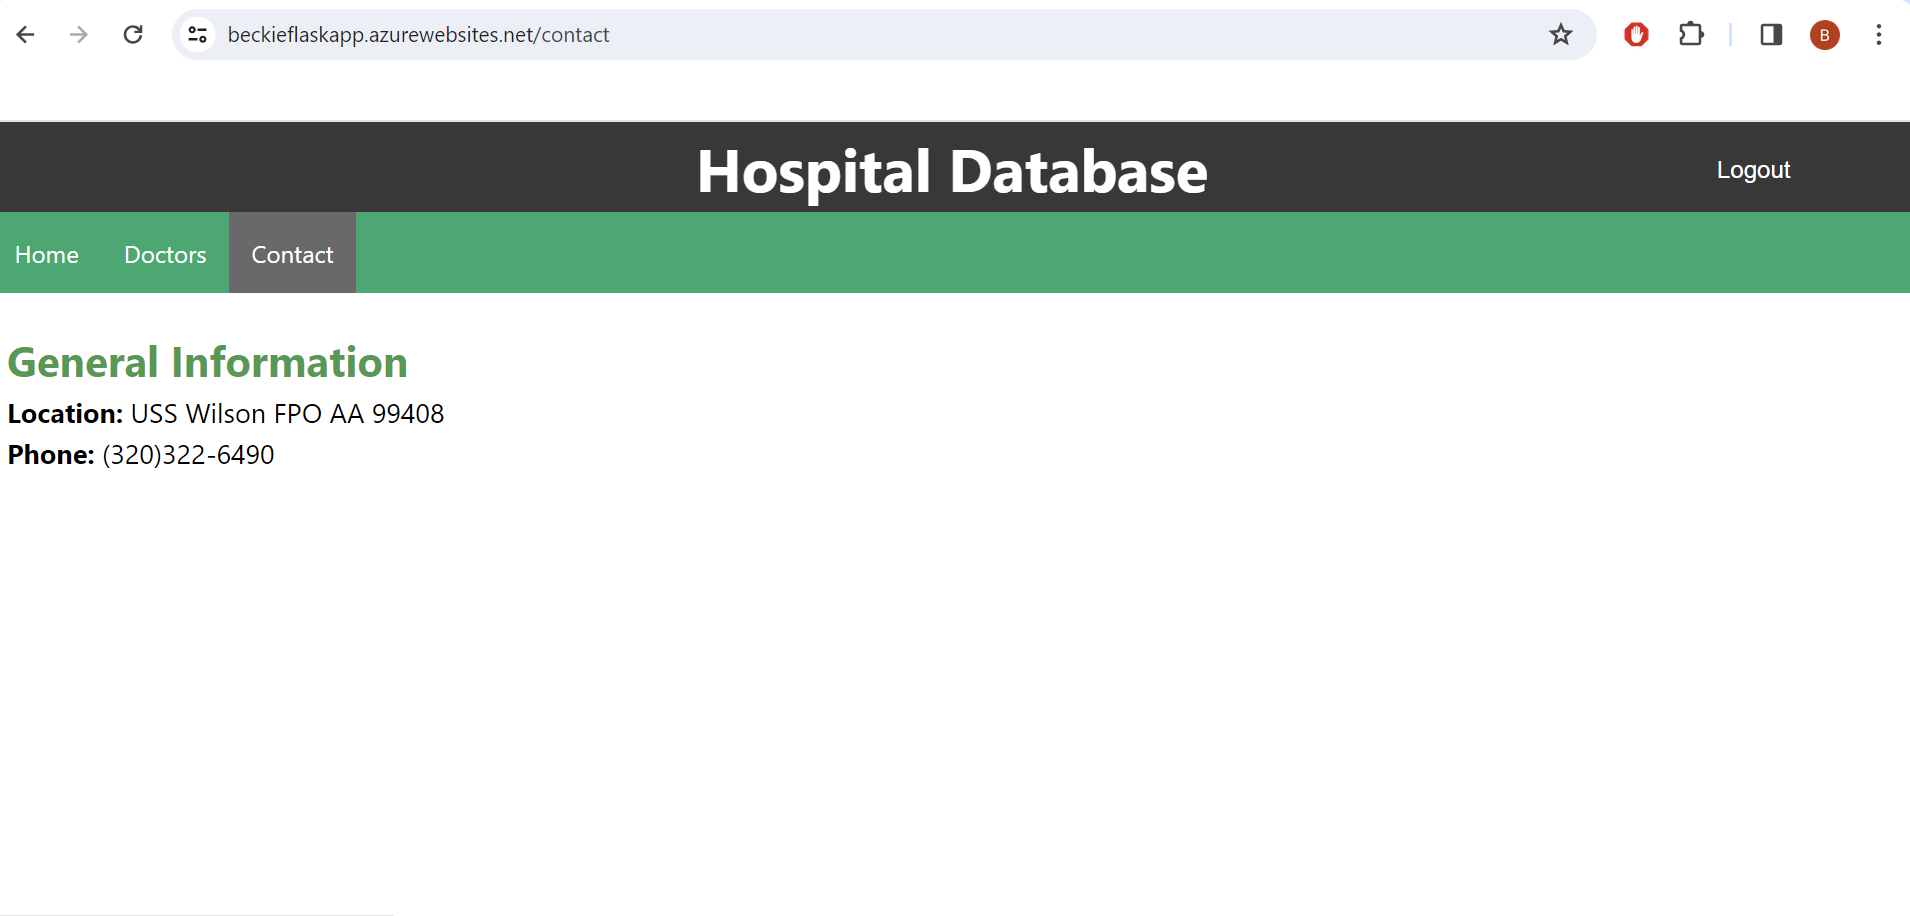 beckieflaskapp.azurewebsites.net/contact
B
Hospital Database
Logout
Home Doctors Contact
General Information
Location: USS Wilson FPO AA 99408
Phone: (320)322-6490